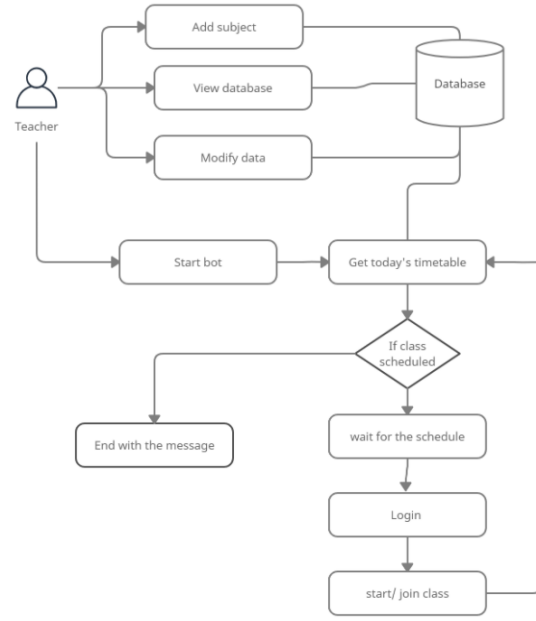 Add subject
View database
Database
Teacher
Modify data
Start bot
Get today's timetable
If class
scheduled
End with the message
wait for the schedule
Login
start/ join class